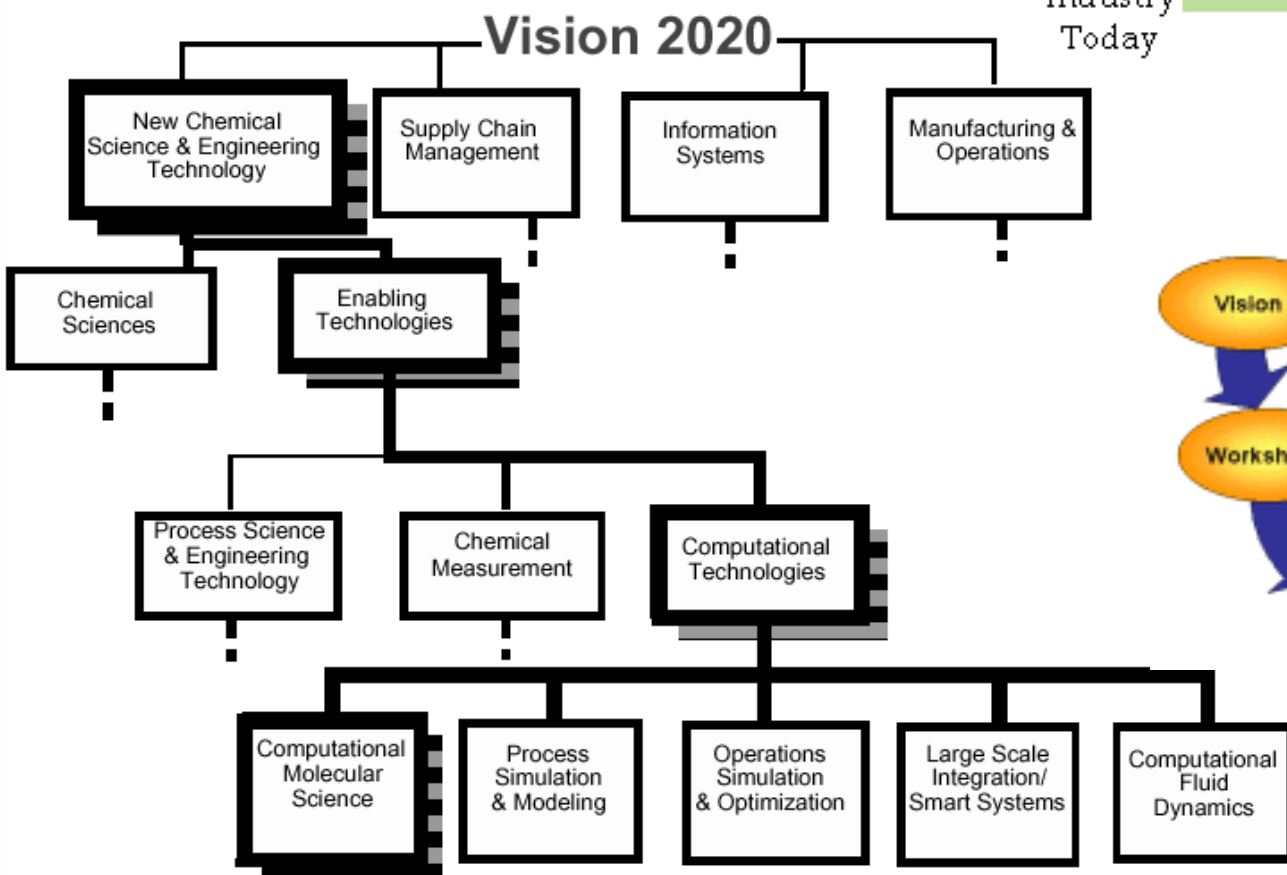 Industry
Today
Vision 2020
New Chemical
Science & Engineering
Technology
Supply Chain
Management
Information
Systems
Manufacturing &
Operations
Chemical
Sciences
Enabling
Technologies
Vision
Process Science
& Engineering
Technology
Chemical
Measurement
Computational
Technologies
Worksh
Computational
Molecular
Science
Process
Simulation
& Modeling
Operations
Simulation
& Optimization
Large Scale
Integration/
Smart Systems
Computational
Fluid
Dynamics